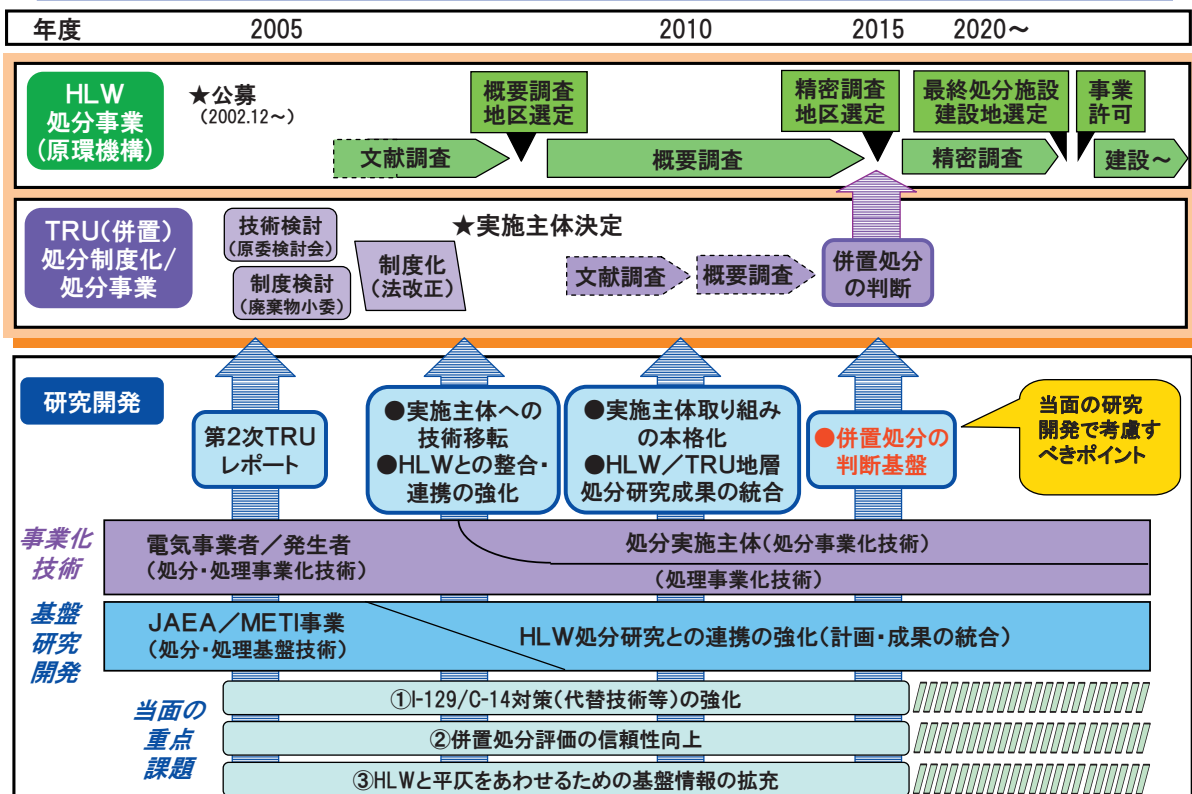 年度
2005
2010
2015
2020～
HLW
処分事業
(原環機構)
★公募
(2002.12～)
概要調査
地区選定
精密調査
地区選定
最終処分施設
建設地選定
事業
許可
文献調査
概要調査
精密調査
建設～
TRU(併置)
処分制度化/
処分事業
技術検討
(原委検討会)
制度検討
(廃棄物小委)
制度化
(法改正)
★実施主体決定
文献調査
概要調査
併置処分
の判断
研究開発
第2次TRU
レポート
●実施主体への
技術移転
●HLWとの整合・
連携の強化
●実施主体取り組み
の本格化
●HLW／TRU地層
処分研究成果の統合
●併置処分の
判断基盤
当面の研究
開発で考慮す
べきポイント
事業化
技術
電気事業者／発生者
(処分・処理事業化技術)
処分実施主体(処分事業化技術)
(処理事業化技術)
基盤
研究
開発
JAEA／METI事業
(処分・処理基盤技術)
HLW処分研究との連携の強化(計画・成果の統合)
当面の
重点
課題
①I-129/C-14対策(代替技術等)の強化
②併置処分評価の信頼性向上
③HLWと平仄をあわせるための基盤情報の拡充